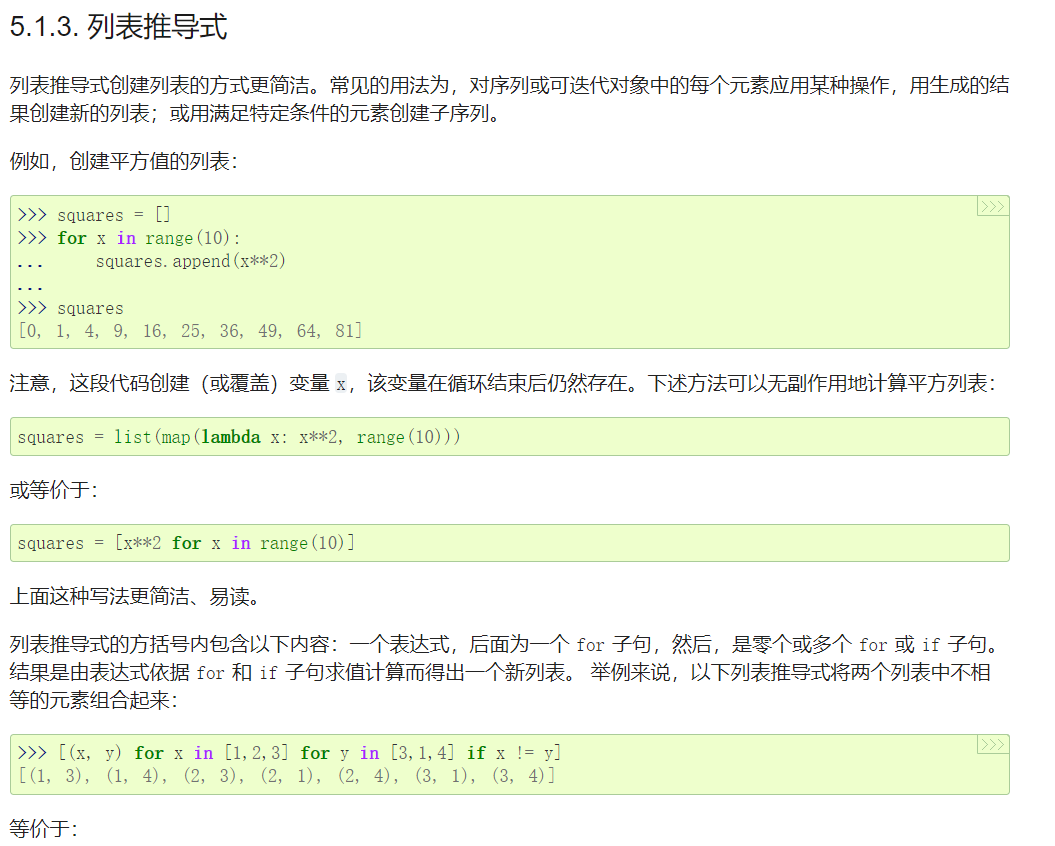 5.1.3. 列表推导式
列表推导式创建列表的方式更简洁。常见的用法为，对序列或可迭代对象中的每个元素应用某种操作，用生成的结
果创建新的列表；或用满足特定条件的元素创建子序列。
例如，创建平方值的列表：
>>>
>>> squares = []
>>> for x in range(10):
...     squares.append(x**2)
...
>>> squares
[0, 1, 4, 9, 16, 25, 36, 49, 64, 81]
注意，这段代码创建（或覆盖）变量 x，该变量在循环结束后仍然存在。下述方法可以无副作用地计算平方列表：
squares = list(map(lambda x: x**2, range(10)))
或等价于：
squares = [x**2 for x in range(10)]
上面这种写法更简洁、易读。
列表推导式的方括号内包含以下内容：一个表达式，后面为一个 for 子句，然后，是零个或多个 for 或 if 子句。
结果是由表达式依据 for 和 if 子句求值计算而得出一个新列表。 举例来说，以下列表推导式将两个列表中不相
等的元素组合起来：
>>>
>>> [(x, y) for x in [1,2,3] for y in [3,1,4] if x != y]
[(1, 3), (1, 4), (2, 3), (2, 1), (2, 4), (3, 1), (3, 4)]
等价于：